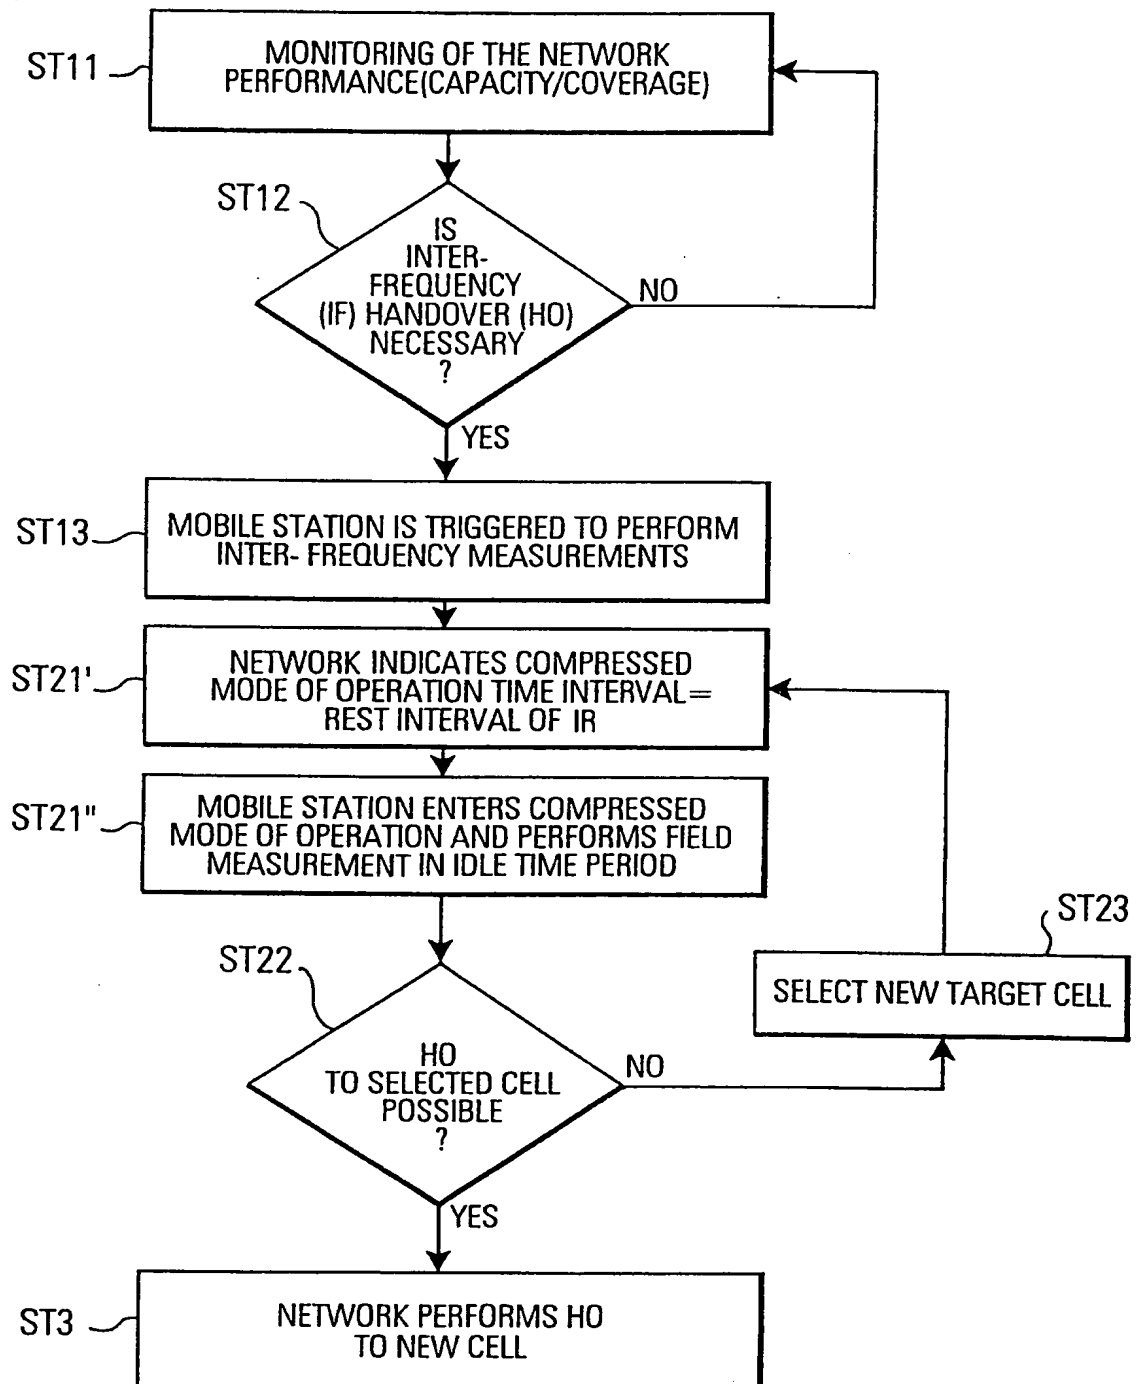 ST11
MONITORING OF THE NETWORK
PERFORMANCE(CAPACITY/COVERAGE)
ST12
IS
INTER-
FREQUENCY
(IF) HANDOVER (HO)
NECESSARY
?
NO
YES
ST13
MOBILE STATION IS TRIGGERED TO PERFORM
INTER- FREQUENCY MEASUREMENTS
ST21'
NETWORK INDICATES COMPRESSED
MODE OF OPERATION TIME INTERVAL=
REST INTERVAL OF IR
ST21"
MOBILE STATION ENTERS COMPRESSED
MODE OF OPERATION AND PERFORMS FIELD
MEASUREMENT IN IDLE TIME PERIOD
ST23
SELECT NEW TARGET CELL
ST22
HO
TO SELECTED CELL
POSSIBLE
?
NO
YES
ST3
NETWORK PERFORMS HO
TO NEW CELL